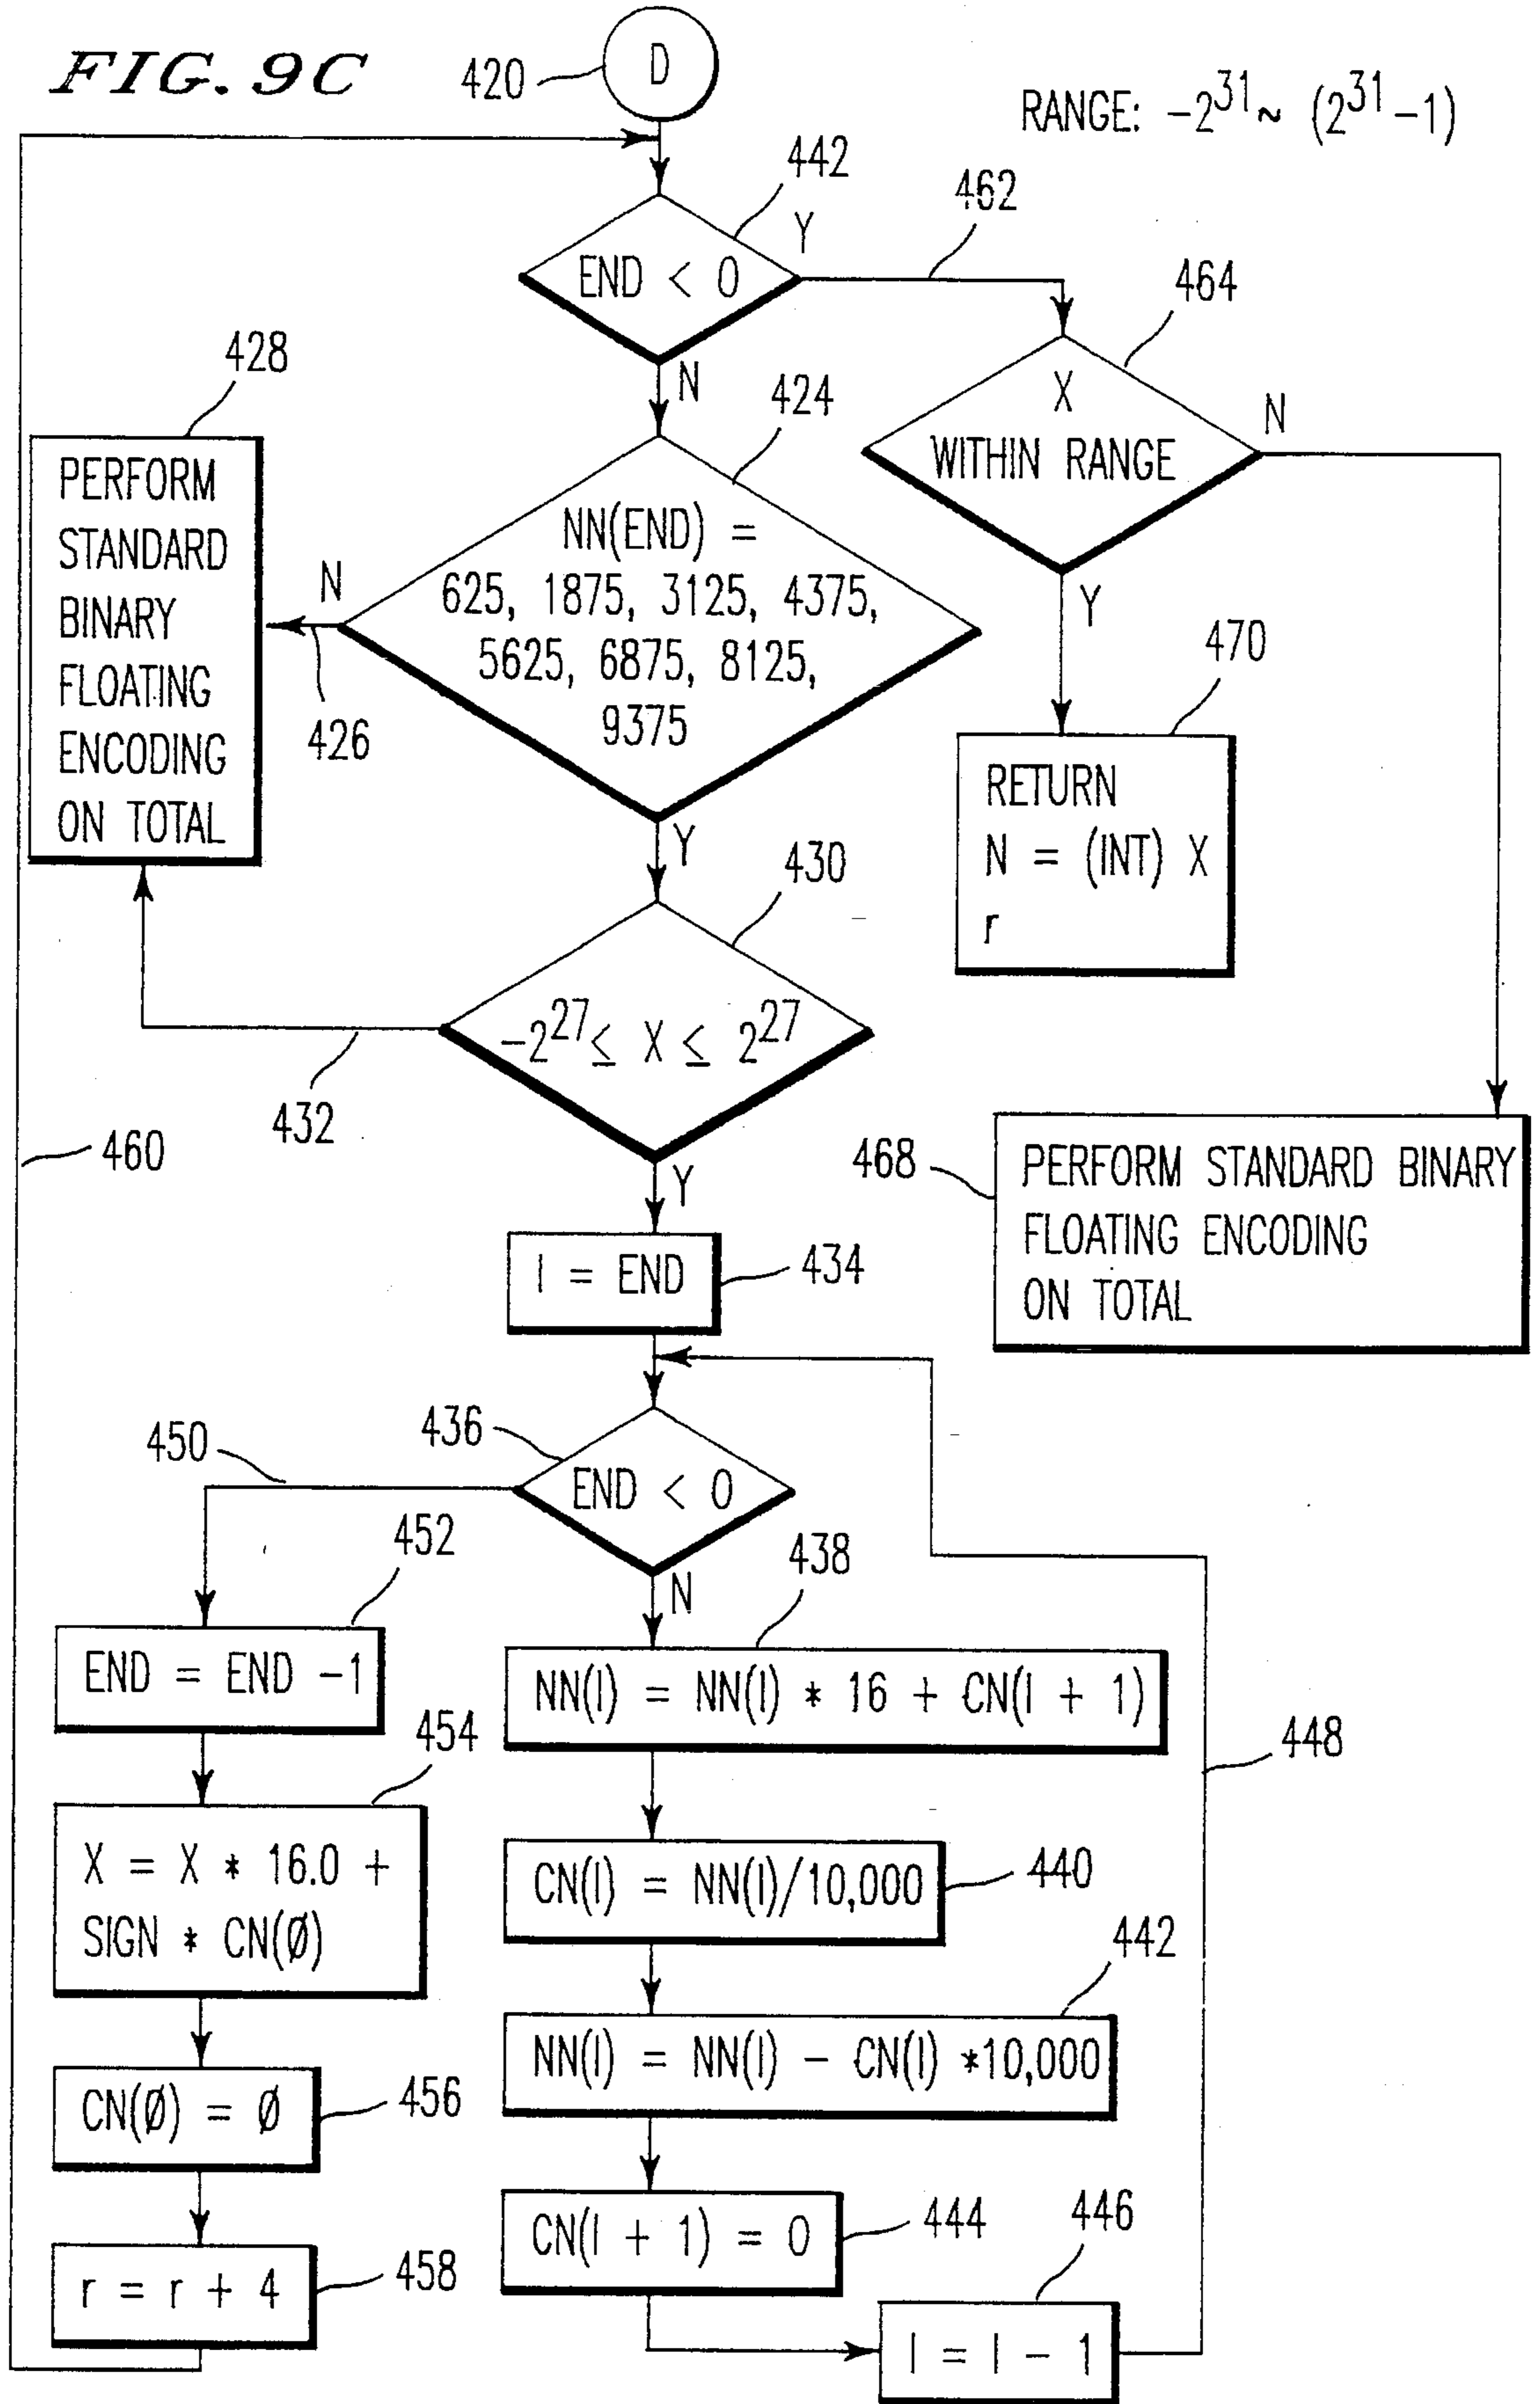 FIG. 9C
420
D
RANGE: -2^31 ~ (2^31 -1)
442
Y
462
END < 0
464
N
428
424
X
WITHIN RANGE
N
PERFORM
STANDARD
BINARY
FLOATING
ENCODING
ON TOTAL
N
426
NN(END) =
625, 1875, 3125, 4375,
5625, 6875, 8125,
9375
Y
470
RETURN
N = (INT) X
r
Y
430
-2^27 ≤ X ≤ 2^27
432
460
Y
468
PERFORM STANDARD BINARY
FLOATING ENCODING
ON TOTAL
I = END
434
450
436
END < 0
452
N
438
END = END -1
NN(I) = NN(I) * 16 + CN(I + 1)
454
448
X = X * 16.0 +
SIGN * CN(Ø)
CN(I) = NN(I)/10,000
440
442
NN(I) = NN(I) - CN(I) *10,000
CN(Ø) = Ø
456
CN(I + 1) = 0
444
446
r = r + 4
458
I = I - 1